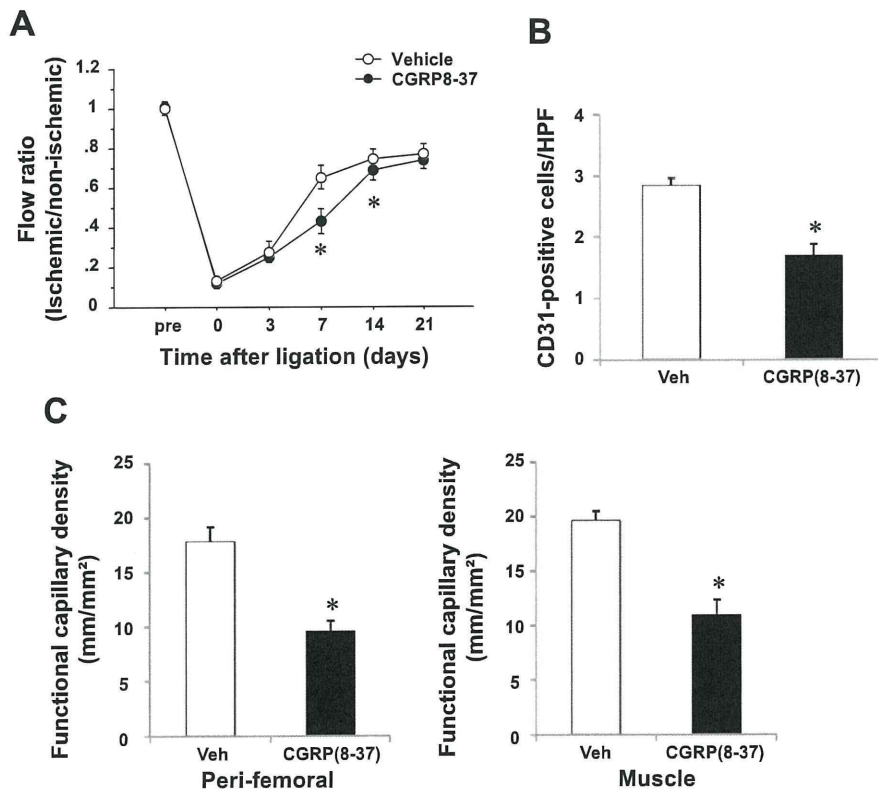 A
Vehicle
CGRP8-37
Flow ratio
(Ischemic/non-ischemic)
1.2
1
.8
.6
.4
.2
0
*
*
pre 0 3 7 14 21
Time after ligation (days)
B
CD31-positive cells/HPF
4
3
2
1
0
*
Veh CGRP(8-37)
C
Functional capillary density
(mm/mm²)
25
20
15
10
5
0
*
Veh CGRP(8-37)
Peri-femoral
Functional capillary density
(mm/mm²)
25
20
15
10
5
0
*
Veh CGRP(8-37)
Muscle